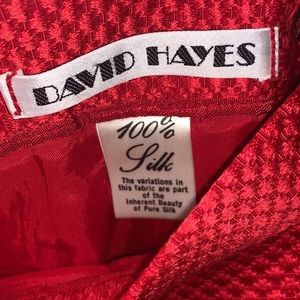 DAVID HAYES
100%
Silk
The variations in
this fabric are part
of the
Inherent Beauty
of Pure Silk